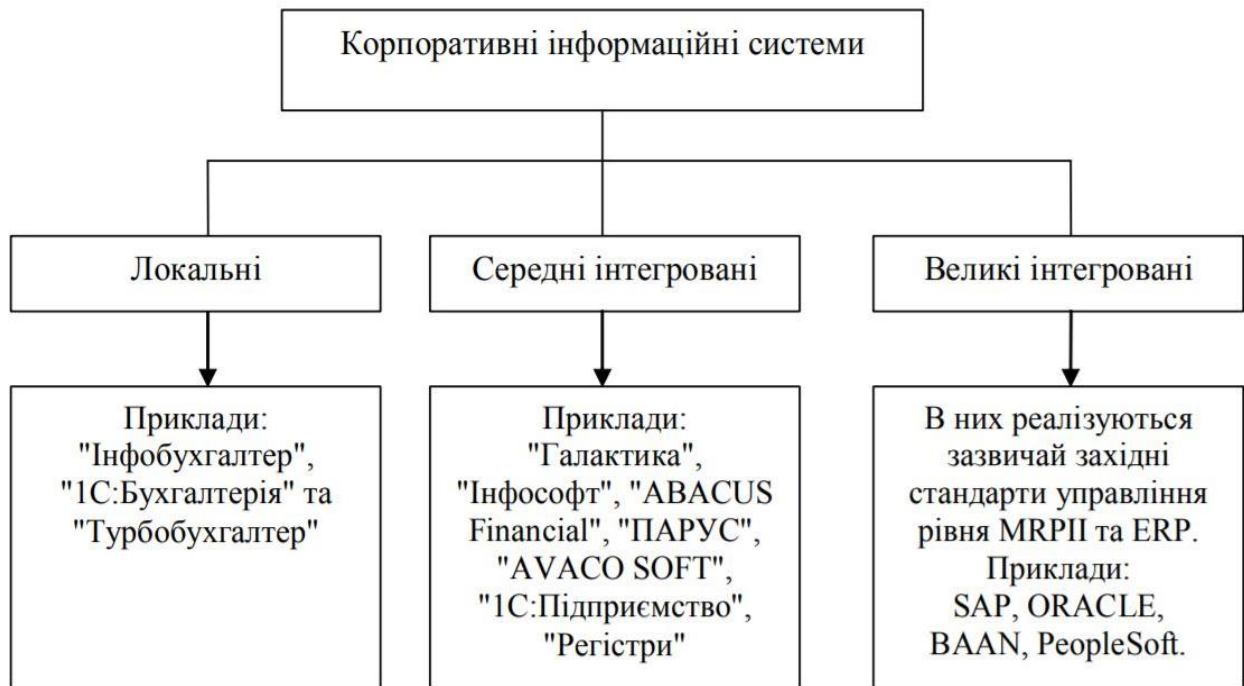 Корпоративні інформаційні системи
Локальні
Середні інтегровані
Великі інтегровані
Приклади:
"Інфобухгалтер",
"1С:Бухгалтерія" та
"Турбобухгалтер"
Приклади:
"Галактика",
"Інфософт", "ABACUS
Financial", "ПАРУС",
"AVACO SOFT",
"1С:Підприємство",
"Регістри"
В них реалізуються
зазвичай західні
стандарти управління
рівня MRPII та ERP.
Приклади:
SAP, ORACLE,
BAAN, PeopleSoft.